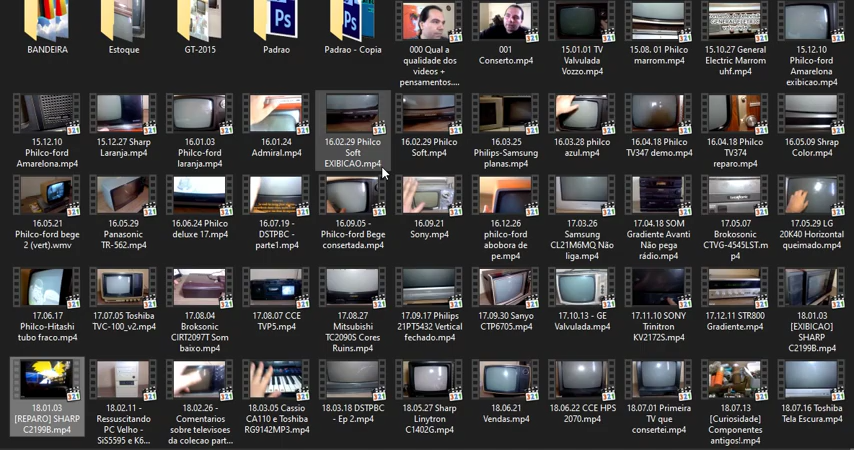 BANDEIRA
Estoque
GT-2015
Padrao
Padrao - Copia
000 Qual a
qualidade dos
videos +
pensamentos....
001
Conserto.mp4
15.01.01 TV
Valvulada
Vozzo.mp4
15.08. 01 Philco
marrom.mp4
15.10.27 General
Electric Marrom
uhf.mp4
15.12.10
Philco-ford
Amarelona
exibicao.mp4
15.12.10
Philco-ford
Amarelona.mp4
15.12.27 Sharp
Laranja.mp4
16.01.03
Philco-ford
laranja.mp4
16.01.24
Admiral.mp4
16.02.29 Philco
Soft
EXIBICAO.mp4
16.02.29 Philco
Soft.mp4
16.03.25
Philips-Samsung
planas.mp4
16.03.28 philco
azul.mp4
16.04.18 Philco
TV347 demo.mp4
16.04.18 Philco
TV374
reparo.mp4
16.05.09 Shrap
Color.mp4
16.05.21
Philco-ford bege
2 (vert).wmv
16.05.29
Panasonic
TR-562.mp4
16.06.24 Philco
deluxe 17.mp4
16.07.19 -
DSTPBC -
parte1.mp4
16.09.05 -
Philco-ford Bege
consertada.mp4
16.09.21
Sony.mp4
16.12.26
philco-ford
abobora de
pe.mp4
17.03.26
Samsung
CL21M6MQ Não
liga.mp4
17.04.18 SOM
Gradiente Avanti
Não pega
rádio.mp4
17.05.07
Broksonic
CTVG-4545LST.m
p4
17.05.29 LG
20K40 Horizontal
queimado.mp4
17.06.17
Philco-Hitashi
tubo fraco.mp4
17.07.05 Toshiba
TVC-100_v2.mp4
17.08.04
Broksonic
CIRT2097T Som
baixo.mp4
17.08.07 CCE
TVP5.mp4
17.08.27
Mitsubishi
TC2090S Cores
Ruins.mp4
17.09.17 Philips
21PT5432 Vertical
fechado.mp4
17.09.30 Sanyo
CTP6705.mp4
17.10.13 - GE
Valvulada.mp4
17.11.10 SONY
Trinitron
KV2172S.mp4
17.12.11 STR800
Gradiente.mp4
18.01.03
[EXIBICAO]
SHARP
C2199B.mp4
18.01.03
[REPARO] SHARP
C2199B.mp4
18.02.11 -
Ressuscitando
PC Velho -
SiS5595 e K6...
18.02.26 -
Comentarios
sobre televisoes
da colecao part...
18.03.05 Cassio
CA110 e Toshiba
RG9142MP3.mp4
18.03.18 DSTPBC
- Ep 2.mp4
18.05.27 Sharp
Linytron
C1402G.mp4
18.06.21
Vendas.mp4
18.06.22 CCE HPS
2070.mp4
18.07.01 Primeira
TV que
consertei.mp4
18.07.13
[Curiosidade]
Componentes
antigos!.mp4
18.07.16 Toshiba
Tela Escura.mp4